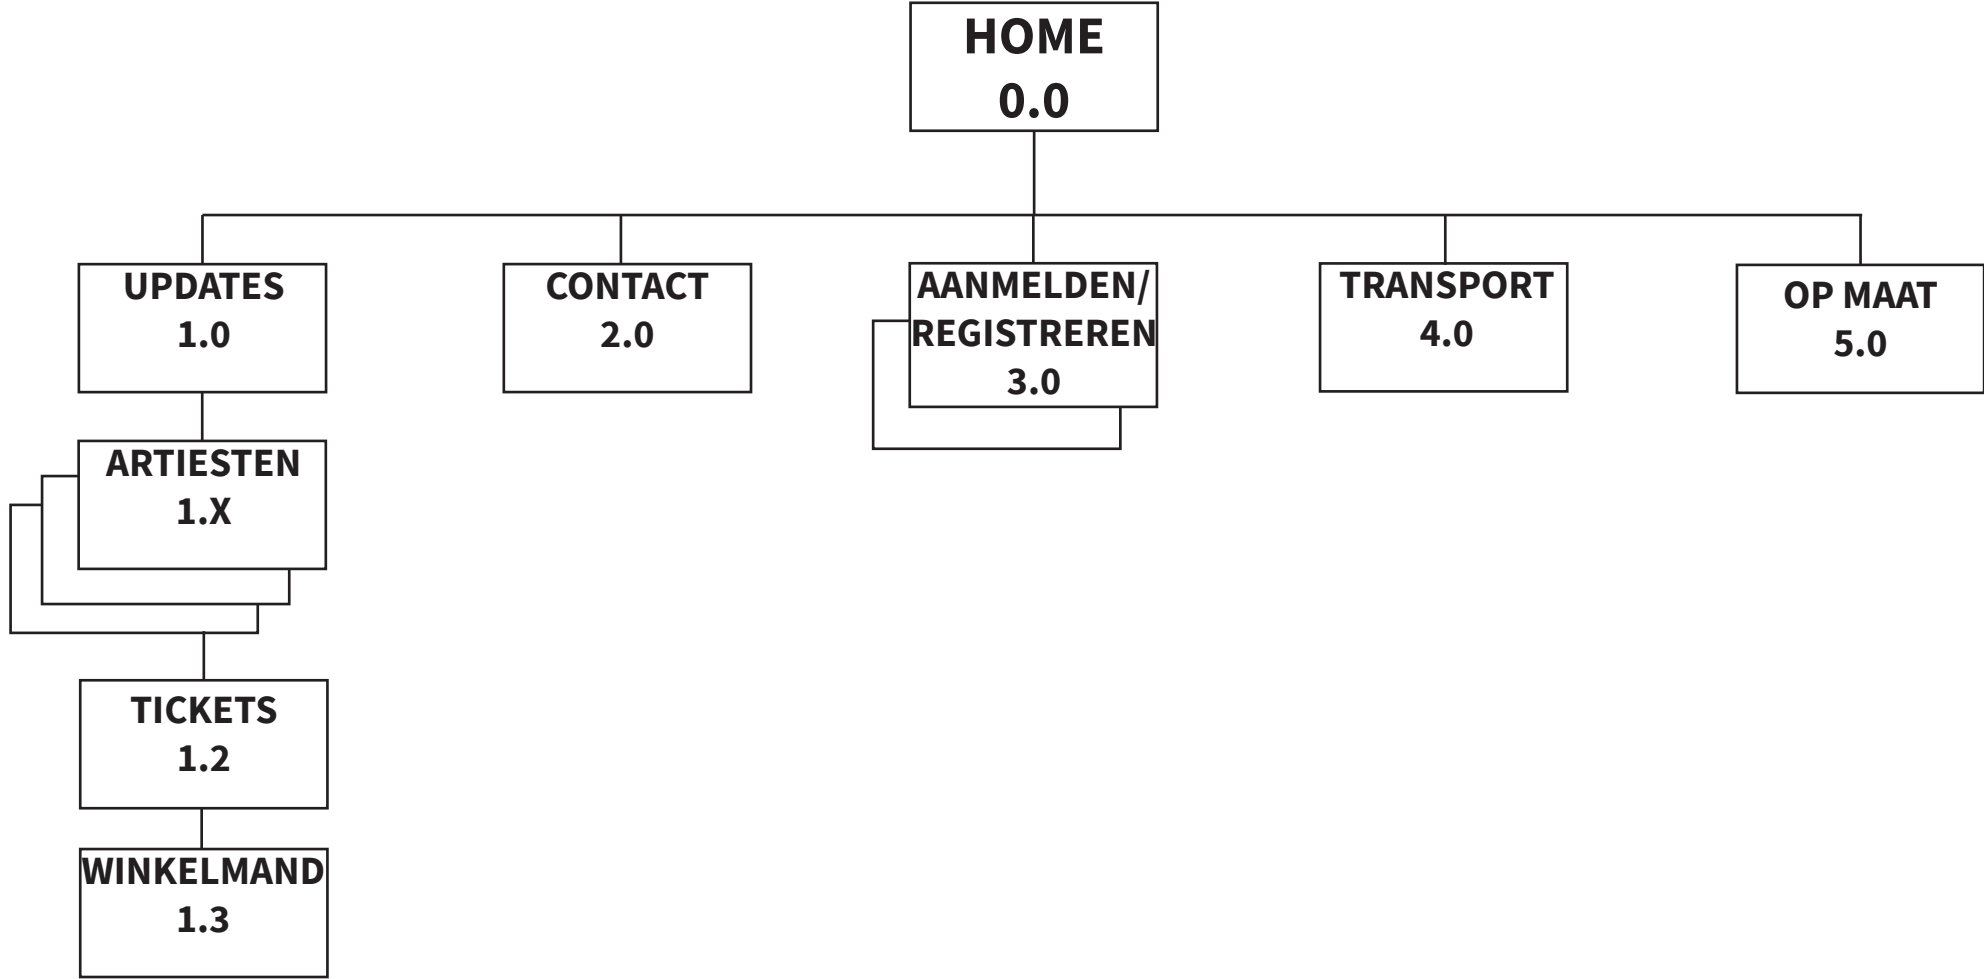 HOME
0.0
UPDATES
1.0
CONTACT
2.0
AANMELDEN/
REGISTREREN
3.0
TRANSPORT
4.0
OP MAAT
5.0
ARTIESTEN
1.X
TICKETS
1.2
WINKELMAND
1.3